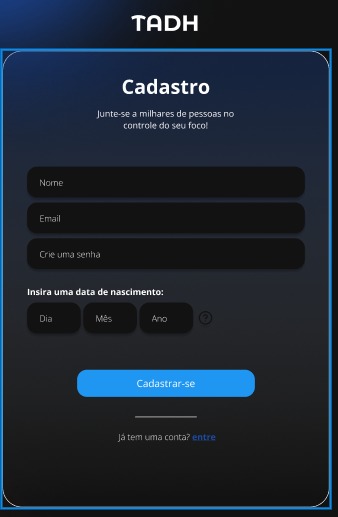 TADH
Cadastro
Junte-se a milhares de pessoas no
controle do seu foco!
Nome
Email
Crie uma senha
Insira uma data de nascimento:
Dia Mês Ano ?
Cadastrar-se
Já tem uma conta? entre